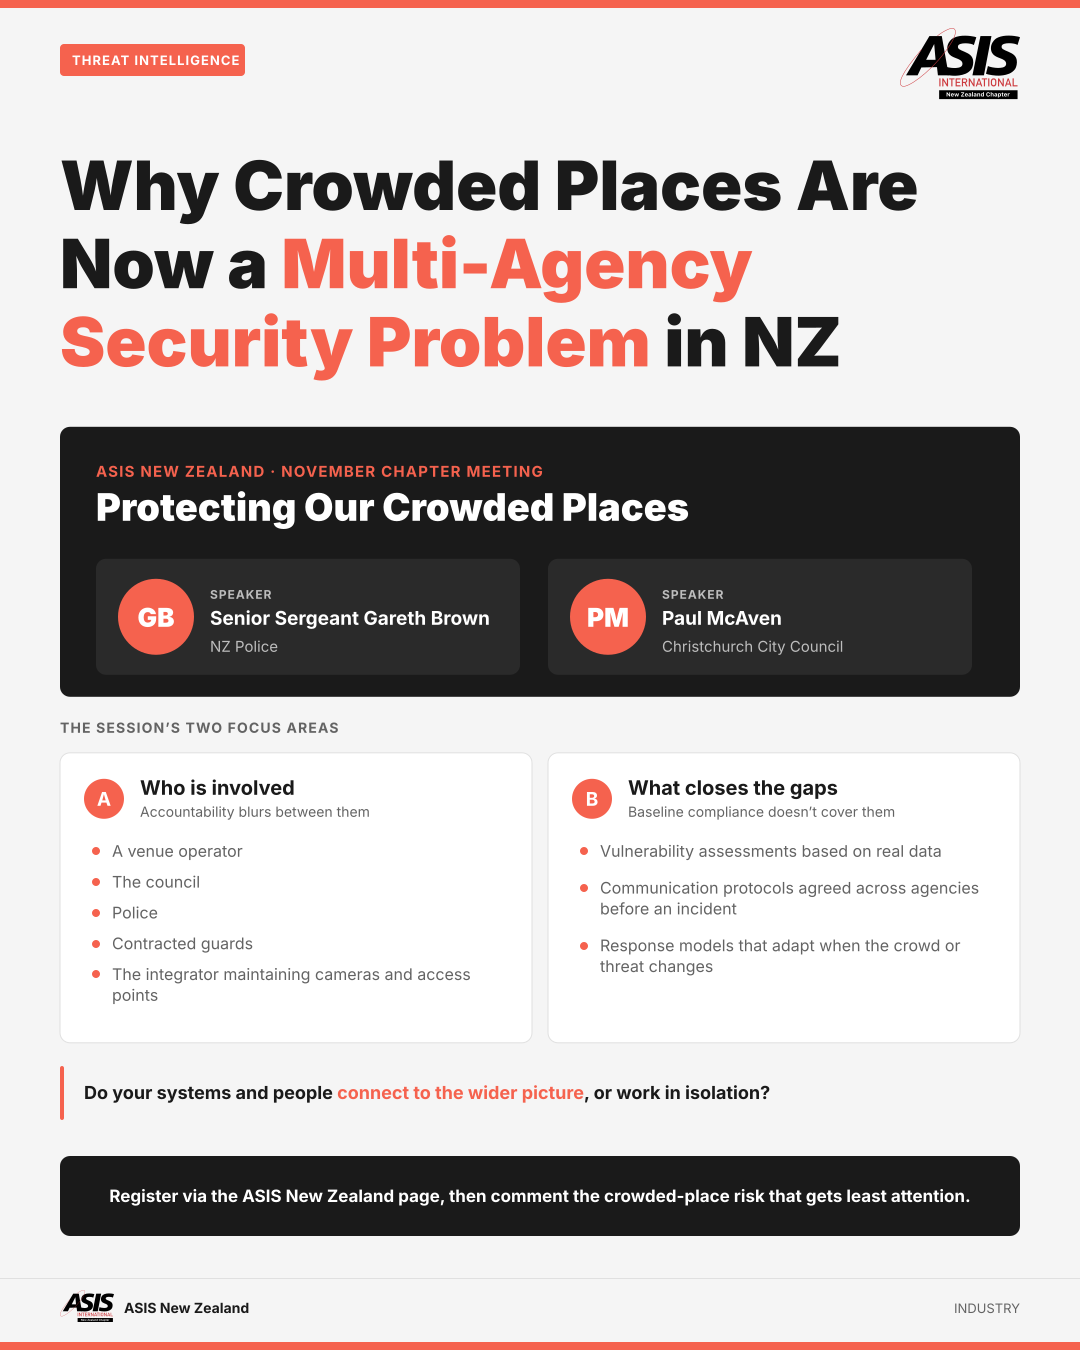 THREAT INTELLIGENCE
ASIS
INTERNATIONAL
New Zealand Chapter
Why Crowded Places Are
Now a Multi-Agency
Security Problem in NZ
ASIS NEW ZEALAND · NOVEMBER CHAPTER MEETING
Protecting Our Crowded Places
GB
SPEAKER
Senior Sergeant Gareth Brown
NZ Police
PM
SPEAKER
Paul McAven
Christchurch City Council
THE SESSION’S TWO FOCUS AREAS
A
Who is involved
Accountability blurs between them
A venue operator
The council
Police
Contracted guards
The integrator maintaining cameras and access
points
B
What closes the gaps
Baseline compliance doesn’t cover them
Vulnerability assessments based on real data
Communication protocols agreed across agencies
before an incident
Response models that adapt when the crowd or
threat changes
Do your systems and people connect to the wider picture, or work in isolation?
Register via the ASIS New Zealand page, then comment the crowded-place risk that gets least attention.
ASIS
INTERNATIONAL
New Zealand Chapter
ASIS New Zealand
INDUSTRY